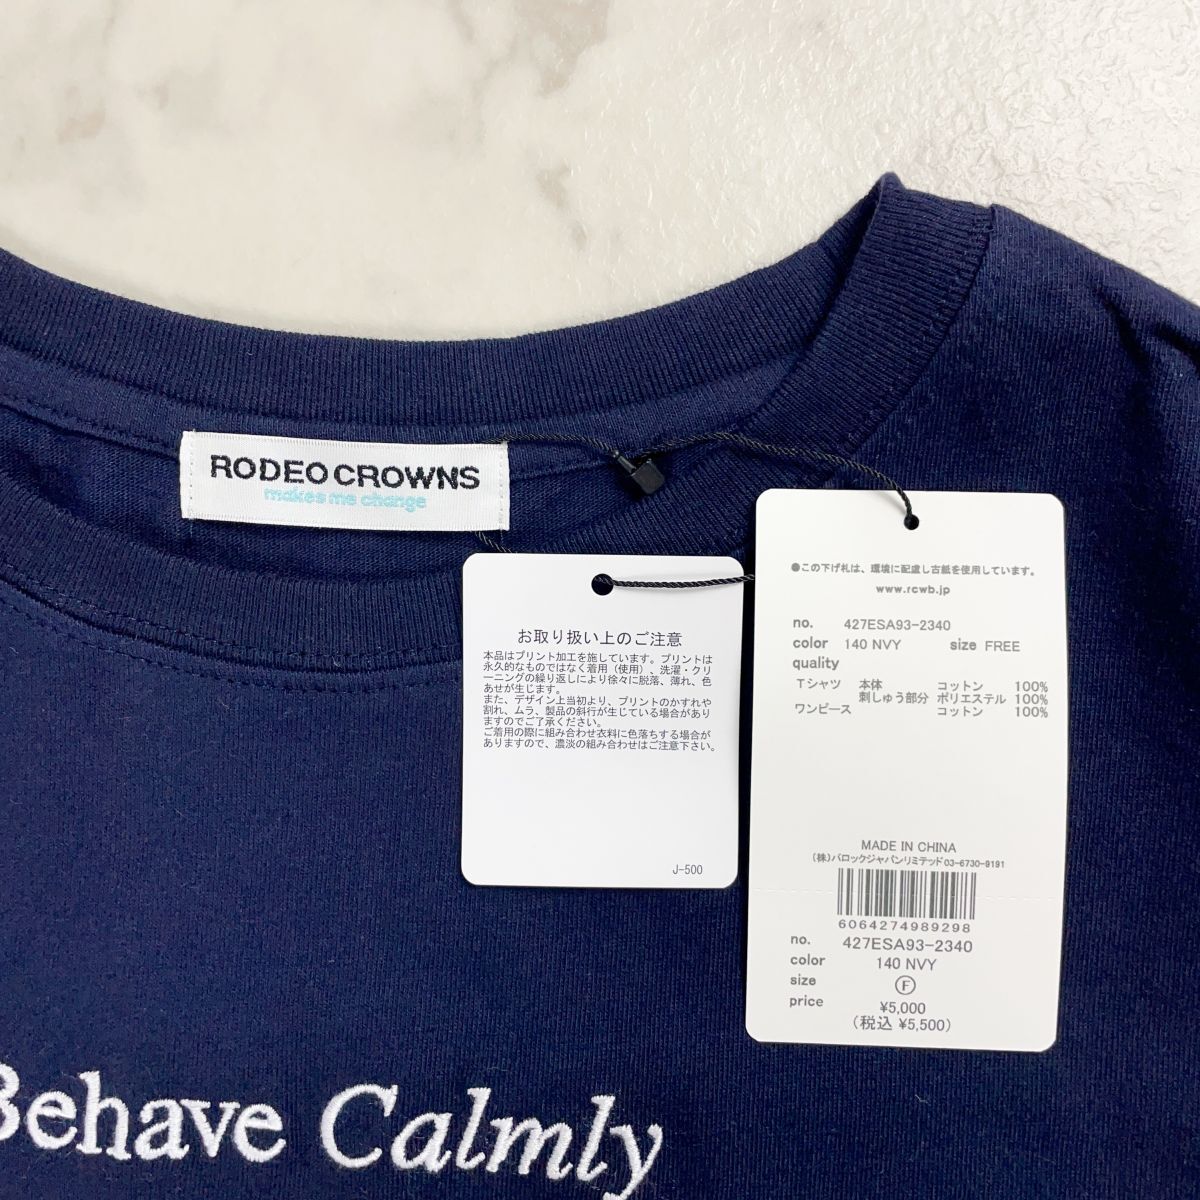 RODEO CROWNS
makes me change
お取り扱い上のご注意
本品はプリント加工を施しています。プリントは
永久的なものではなく着用(使用)、洗濯・クリ
ーニングの繰り返しにより徐々に脱落、薄れ、色
あせが生じます。
また、デザイン上当初より、プリントのかすれや
割れ、ムラ、製品の斜行が生じている場合があり
ますのでご了承ください。
ご着用の際に組み合わせ衣料に色落ちする場合が
ありますので、濃淡の組み合わせはご注意下さい。
J-500
●この下げ札は、環境に配慮し古紙を使用しています。
www.rcwb.jp
no. 427ESA93-2340
color 140 NVY size FREE
quality
Tシャツ 本体 コットン 100%
刺しゅう部分 ポリエステル 100%
ワンピース コットン 100%
MADE IN CHINA
(株)バロックジャパンリミテッド03-6730-9191
6064274989298
no. 427ESA93-2340
color 140 NVY
size F
price ¥5,000
(税込 ¥5,500)
Behave Calmly